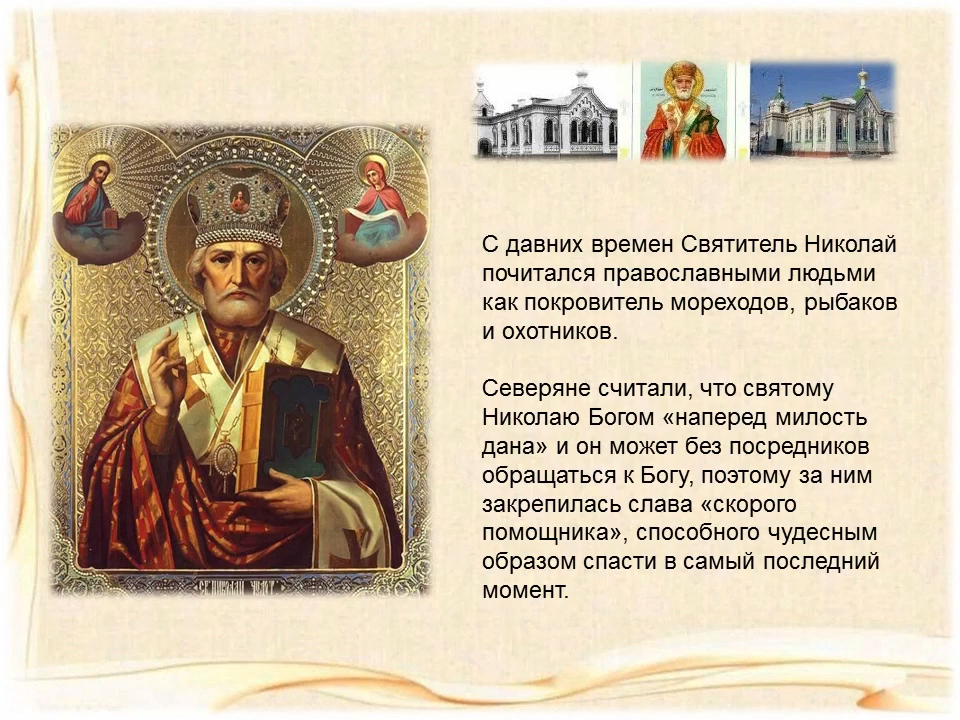 С давних времен Святитель Николай
почитался православными людьми
как покровитель мореходов, рыбаков
и охотников.
Северяне считали, что святому
Николаю Богом «наперед милость
дана» и он может без посредников
обращаться к Богу, поэтому за ним
закрепилась слава «скорого
помощника», способного чудесным
образом спасти в самый последний
момент.